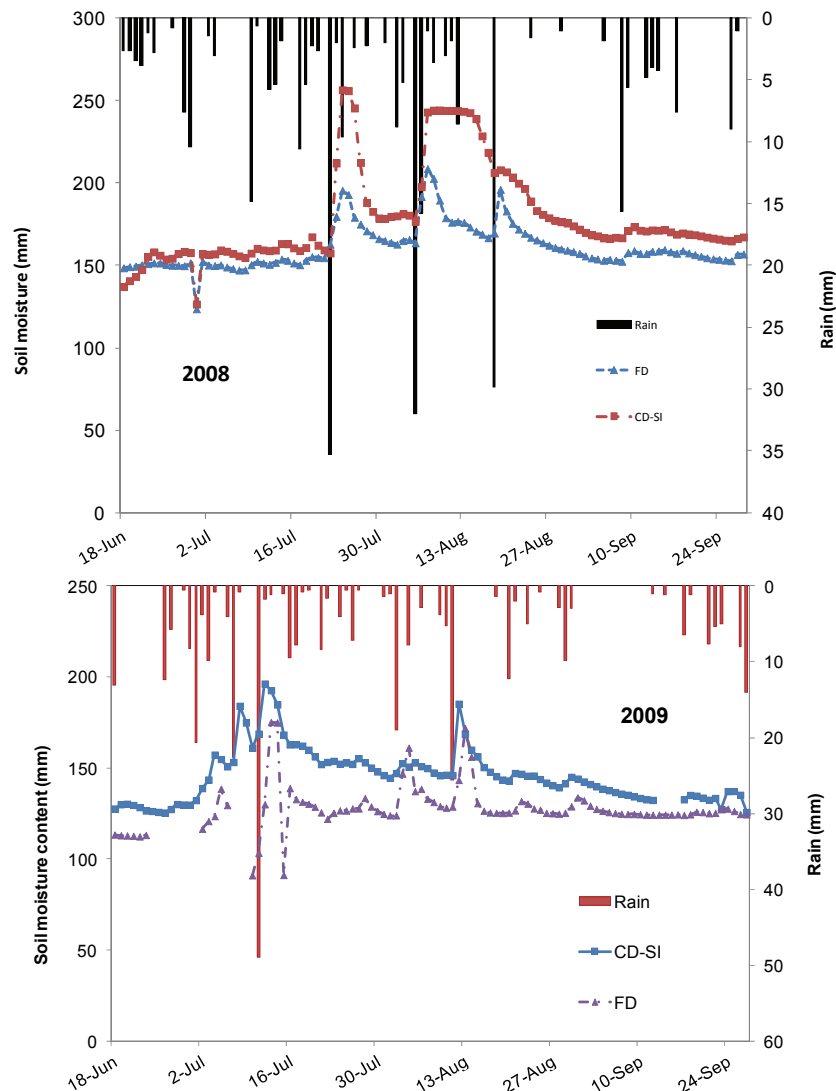 300
250
200
150
100
50
0
Soil moisture (mm)
0
5
10
15
20
25
30
35
40
Rain (mm)
2008
Rain
FD
CD-SI
18-Jun
2-Jul
16-Jul
30-Jul
13-Aug
27-Aug
10-Sep
24-Sep
250
200
150
100
50
0
Soil moisture content (mm)
0
10
20
30
40
50
60
Rain (mm)
2009
Rain
CD-SI
FD
18-Jun
2-Jul
16-Jul
30-Jul
13-Aug
27-Aug
10-Sep
24-Sep